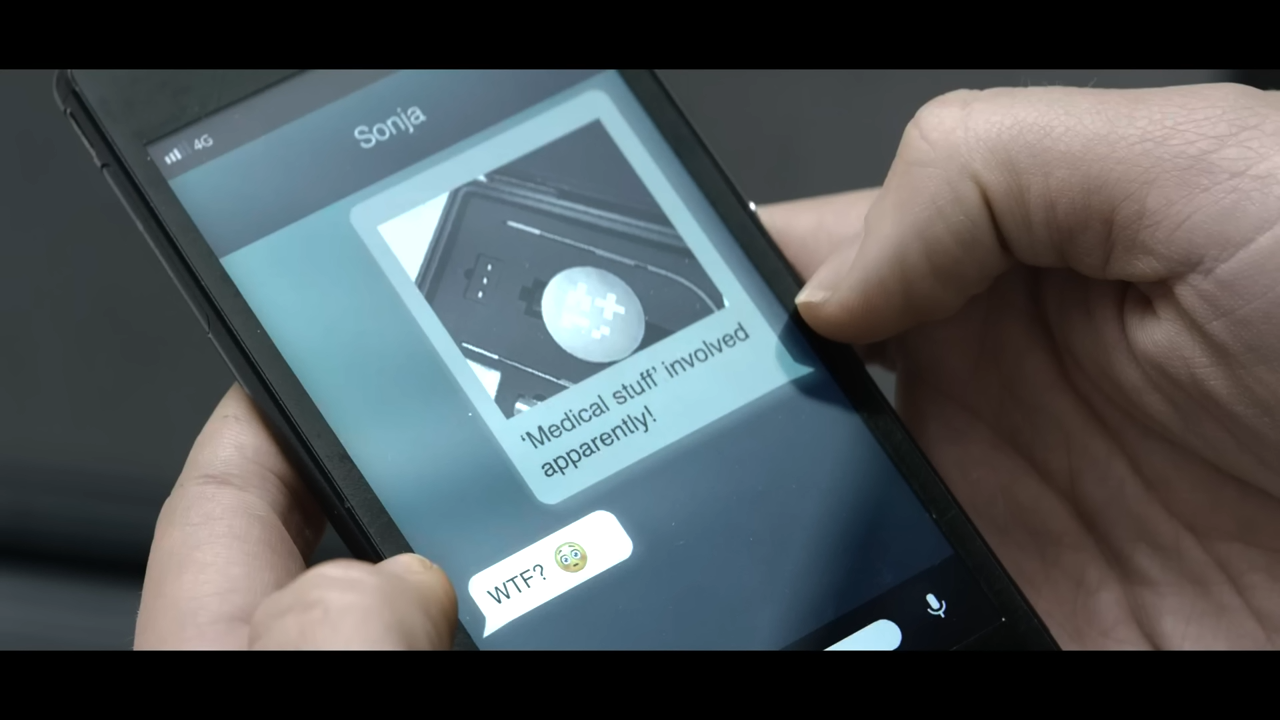 4G
Sonja
‘Medical stuff’ involved
apparently!
WTF? 😳